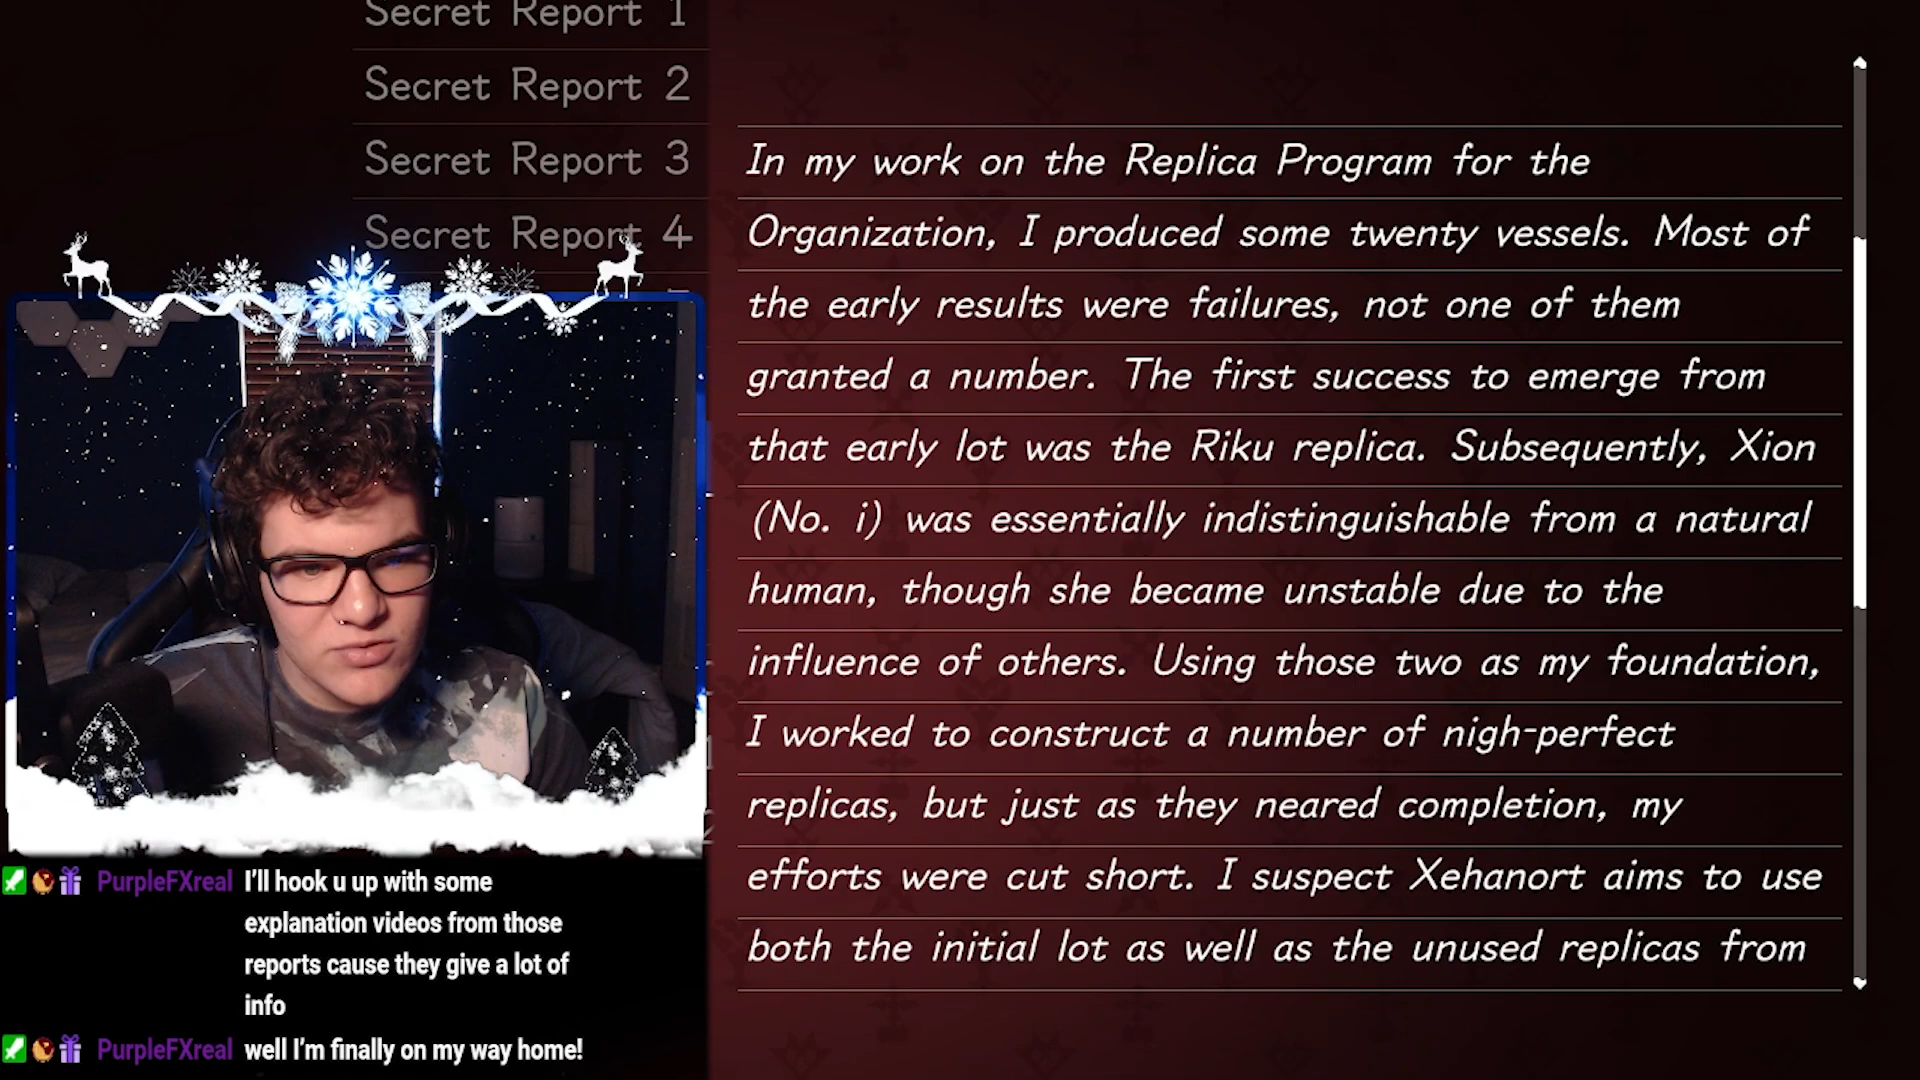 Secret Report 1
Secret Report 2
Secret Report 3
Secret Report 4
In my work on the Replica Program for the
Organization, I produced some twenty vessels. Most of
the early results were failures, not one of them
granted a number. The first success to emerge from
that early lot was the Riku replica. Subsequently, Xion
(No. i) was essentially indistinguishable from a natural
human, though she became unstable due to the
influence of others. Using those two as my foundation,
I worked to construct a number of nigh-perfect
replicas, but just as they neared completion, my
efforts were cut short. I suspect Xehanort aims to use
both the initial lot as well as the unused replicas from
PurpleFXreal I'll hook u up with some
explanation videos from those
reports cause they give a lot of
info
PurpleFXreal well I'm finally on my way home!